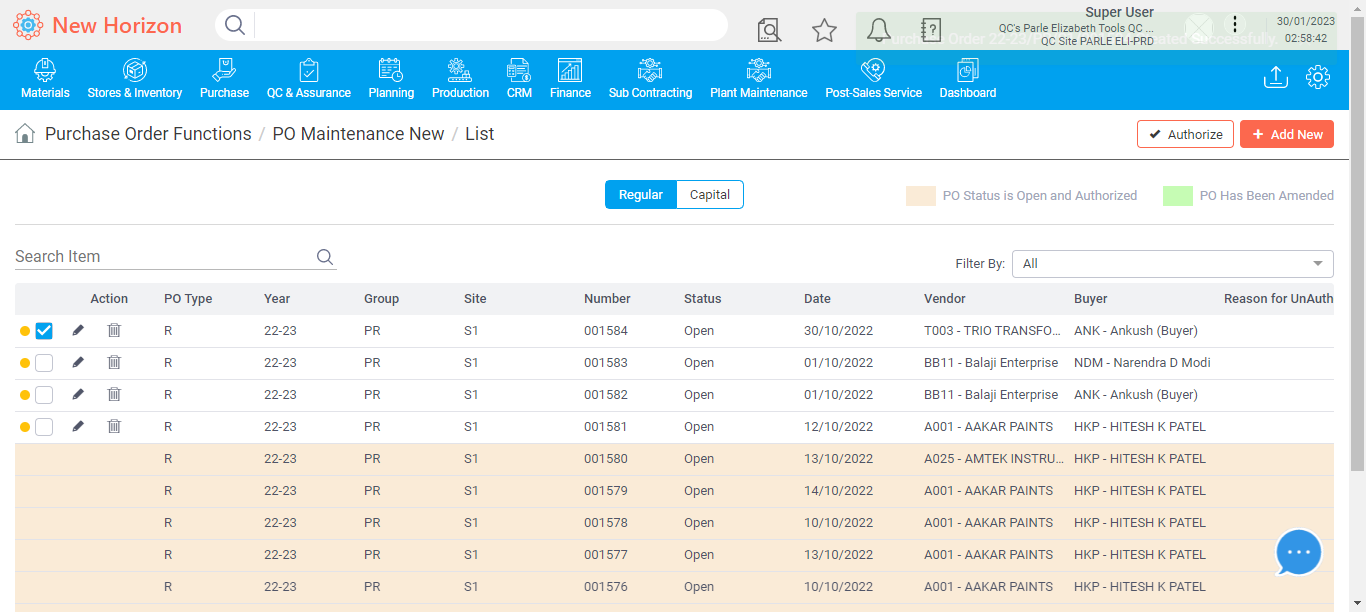 New Horizon
Super User
QC's Parle Elizabeth Tools QC ...
QC Site PARLE ELI-PRD
30/01/2023
02:58:42
Materials Stores & Inventory Purchase QC & Assurance Planning Production CRM Finance Sub Contracting Plant Maintenance Post-Sales Service Dashboard
Purchase Order Functions / PO Maintenance New / List
Authorize + Add New
Regular Capital
PO Status is Open and Authorized PO Has Been Amended
Search Item
Filter By: All
Action PO Type Year Group Site Number Status Date Vendor Buyer Reason for UnAuth
R 22-23 PR S1 001584 Open 30/10/2022 T003 - TRIO TRANSFO... ANK - Ankush (Buyer)
R 22-23 PR S1 001583 Open 01/10/2022 BB11 - Balaji Enterprise NDM - Narendra D Modi
R 22-23 PR S1 001582 Open 01/10/2022 BB11 - Balaji Enterprise ANK - Ankush (Buyer)
R 22-23 PR S1 001581 Open 12/10/2022 A001 - AAKAR PAINTS HKP - HITESH K PATEL
R 22-23 PR S1 001580 Open 13/10/2022 A025 - AMTEK INSTRU... HKP - HITESH K PATEL
R 22-23 PR S1 001579 Open 14/10/2022 A001 - AAKAR PAINTS HKP - HITESH K PATEL
R 22-23 PR S1 001578 Open 10/10/2022 A001 - AAKAR PAINTS HKP - HITESH K PATEL
R 22-23 PR S1 001577 Open 13/10/2022 A001 - AAKAR PAINTS HKP - HITESH K PATEL
R 22-23 PR S1 001576 Open 10/10/2022 A001 - AAKAR PAINTS HKP - HITESH K PATEL